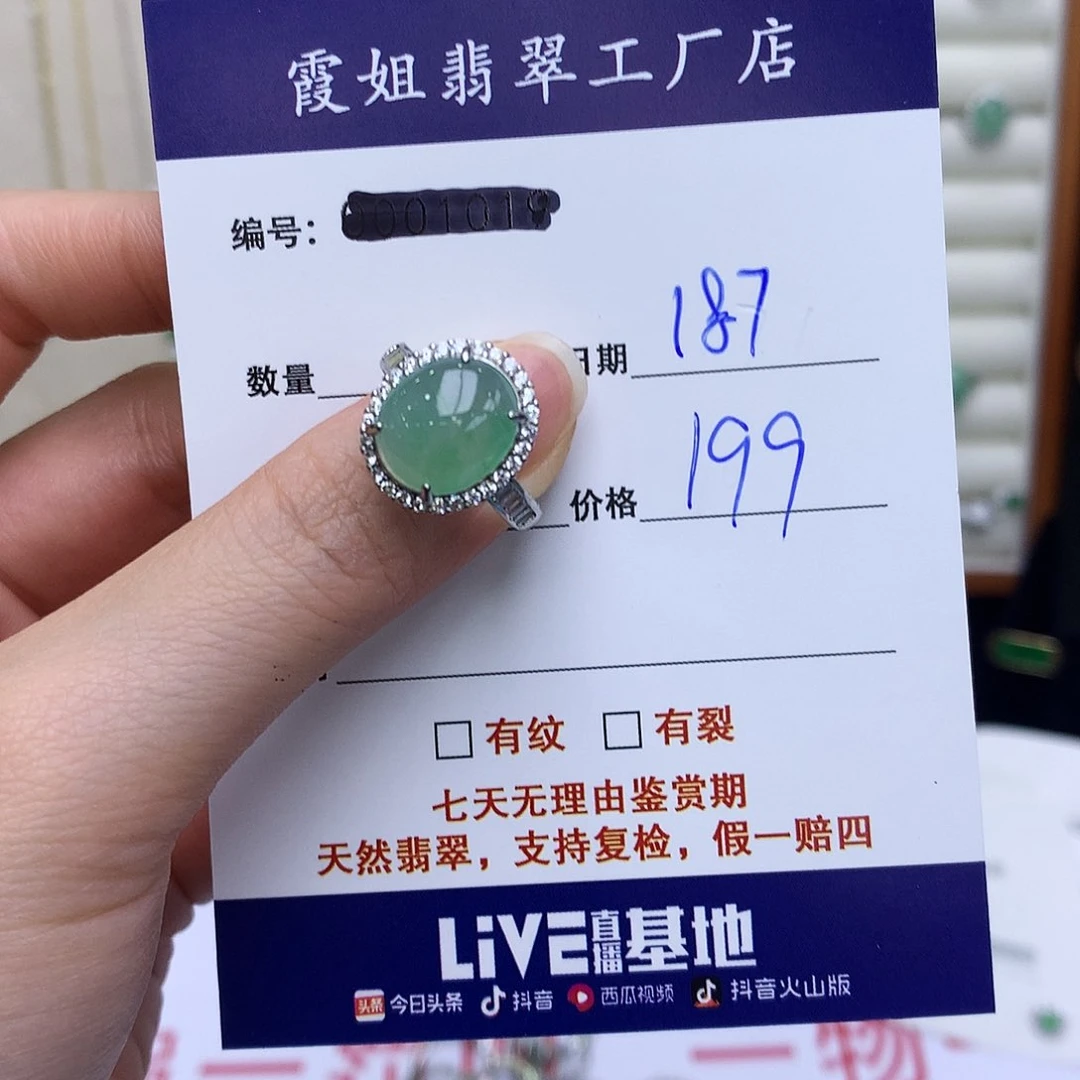 霞姐翡翠工厂店
编号：
数量 日期 187
价格 199
有纹 有裂
七天无理由鉴赏期
天然翡翠，支持复检，假一赔四
LiVE直播基地
头条 今日头条 抖音 西瓜视频 抖音火山版